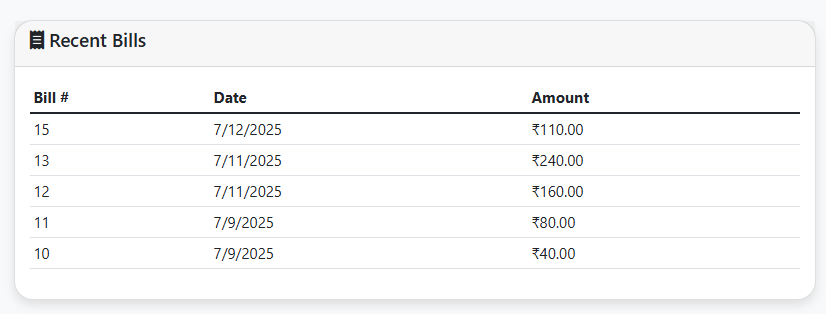 Recent Bills
Bill # Date Amount
15 7/12/2025 ₹110.00
13 7/11/2025 ₹240.00
12 7/11/2025 ₹160.00
11 7/9/2025 ₹80.00
10 7/9/2025 ₹40.00